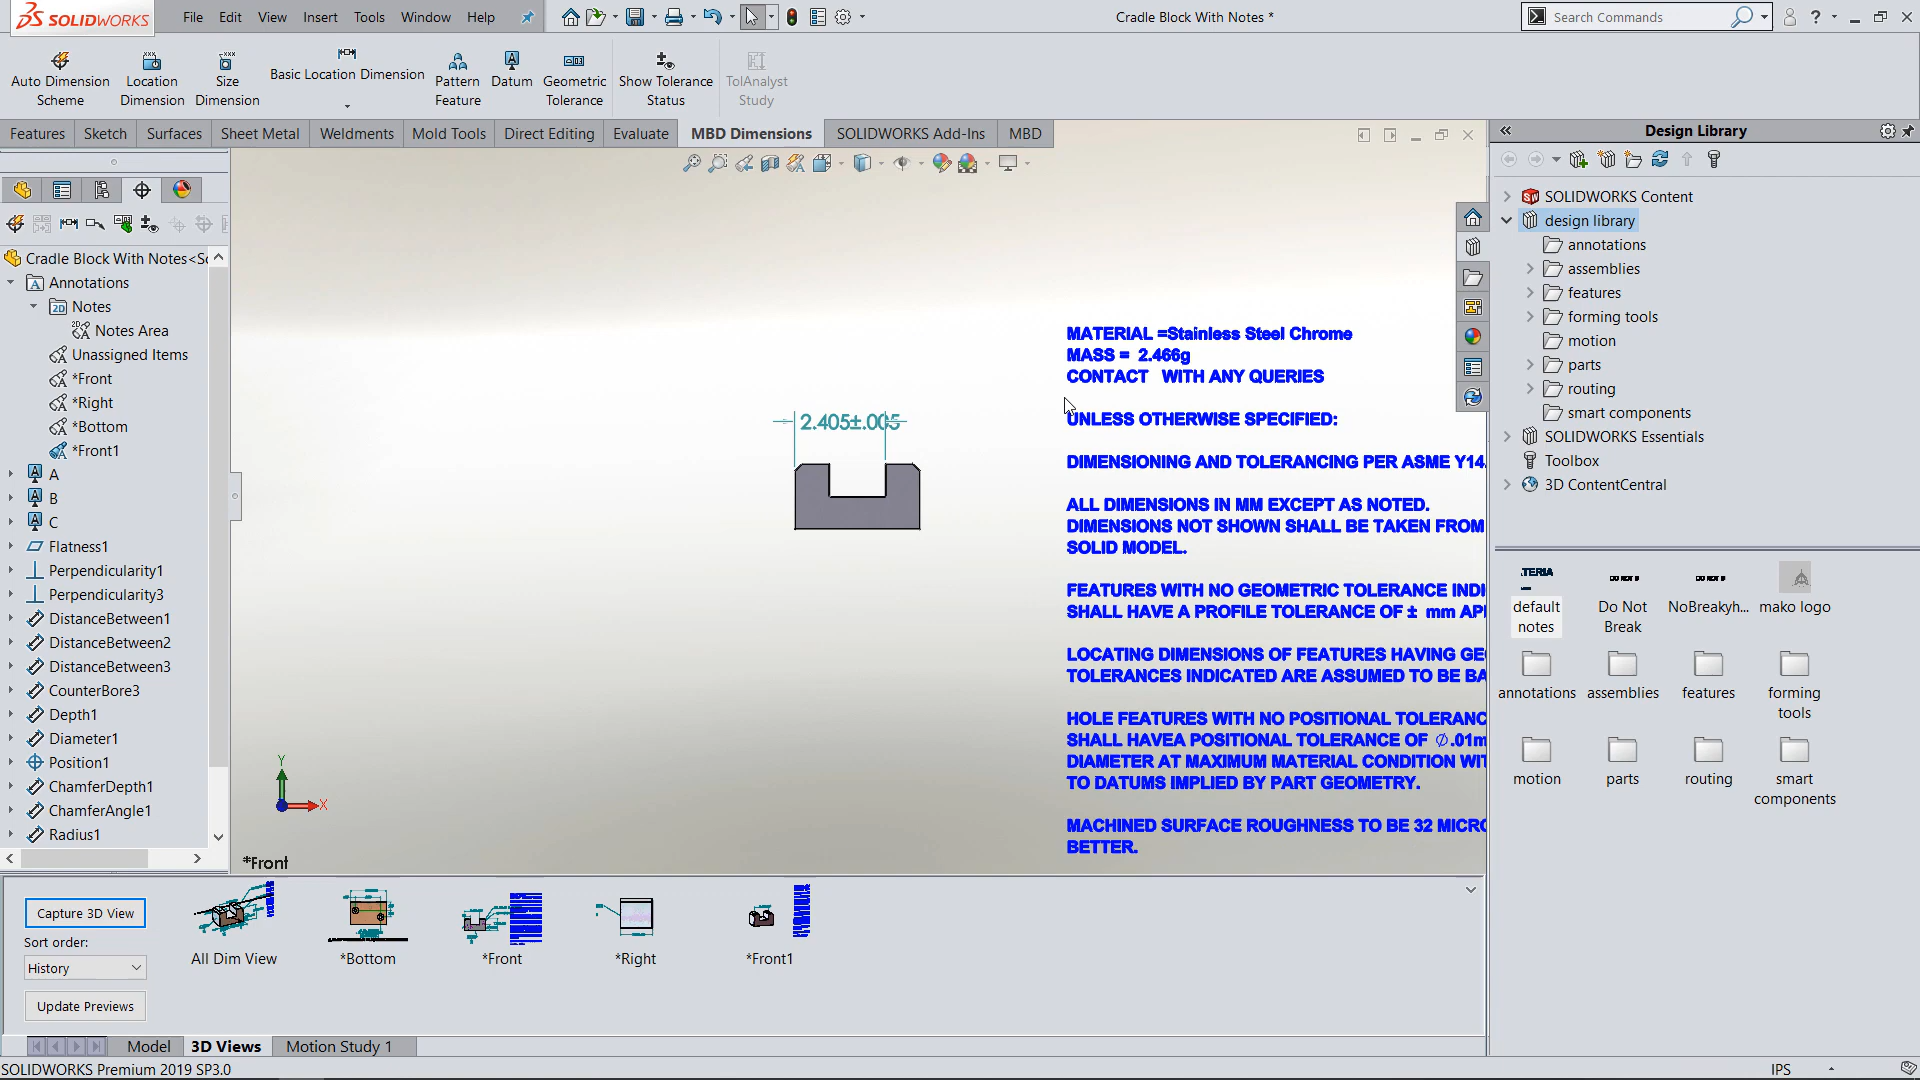 SOLIDWORKS
File
Edit
View
Insert
Tools
Window
Help
Cradle Block With Notes *
Search Commands
?
Auto Dimension
Scheme
Location
Dimension
Size
Dimension
Basic Location Dimension
Pattern
Feature
Datum
Geometric
Tolerance
Show Tolerance
Status
TolAnalyst
Study
Features
Sketch
Surfaces
Sheet Metal
Weldments
Mold Tools
Direct Editing
Evaluate
MBD Dimensions
SOLIDWORKS Add-Ins
MBD
Cradle Block With Notes<S
Annotations
Notes
Notes Area
Unassigned Items
*Front
*Right
*Bottom
*Front1
A
B
C
Flatness1
Perpendicularity1
Perpendicularity3
DistanceBetween1
DistanceBetween2
DistanceBetween3
CounterBore3
Depth1
Diameter1
Position1
ChamferDepth1
ChamferAngle1
Radius1
2.405±.005
MATERIAL =Stainless Steel Chrome
MASS = 2.466g
CONTACT WITH ANY QUERIES
UNLESS OTHERWISE SPECIFIED:
DIMENSIONING AND TOLERANCING PER ASME Y14.
ALL DIMENSIONS IN MM EXCEPT AS NOTED.
DIMENSIONS NOT SHOWN SHALL BE TAKEN FROM
SOLID MODEL.
FEATURES WITH NO GEOMETRIC TOLERANCE INDI
SHALL HAVE A PROFILE TOLERANCE OF ± mm AP
LOCATING DIMENSIONS OF FEATURES HAVING GE
TOLERANCES INDICATED ARE ASSUMED TO BE BA
HOLE FEATURES WITH NO POSITIONAL TOLERANC
SHALL HAVEA POSITIONAL TOLERANCE OF ∅.01m
DIAMETER AT MAXIMUM MATERIAL CONDITION WIT
TO DATUMS IMPLIED BY PART GEOMETRY.
MACHINED SURFACE ROUGHNESS TO BE 32 MICRO
BETTER.
Y
X
*Front
Design Library
SOLIDWORKS Content
design library
annotations
assemblies
features
forming tools
motion
parts
routing
smart components
SOLIDWORKS Essentials
Toolbox
3D ContentCentral
TERIA
DO NOT B
DO NOT B
default
notes
Do Not
Break
NoBreakyh...
mako logo
annotations
assemblies
features
forming
tools
motion
parts
routing
smart
components
Capture 3D View
Sort order:
History
Update Previews
All Dim View
*Bottom
*Front
*Right
*Front1
Model
3D Views
Motion Study 1
SOLIDWORKS Premium 2019 SP3.0
IPS